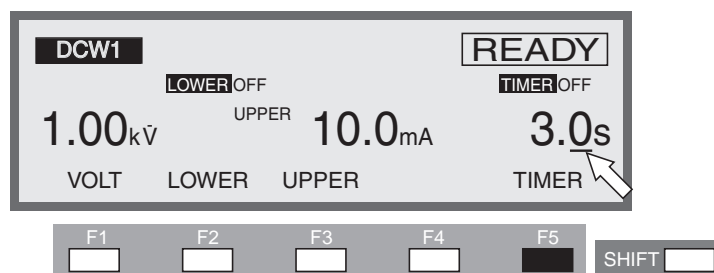 DCW1 READY
LOWER OFF TIMER OFF
1.00kV̄ UPPER 10.0mA 3.0s
VOLT LOWER UPPER TIMER
F1 F2 F3 F4 F5
SHIFT